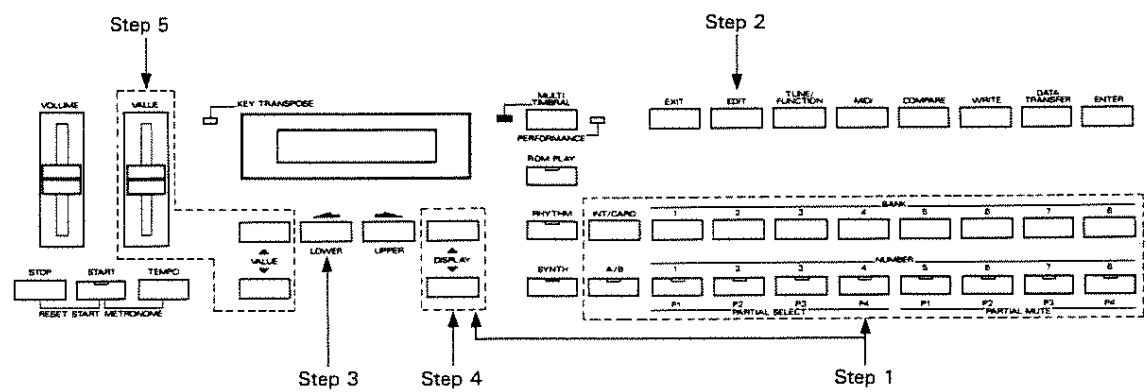 Step 5
Step 2
VOLUME
VALUE
KEY TRANSPOSE
MULTI
TIMBRAL
PERFORMANCE
EXIT
EDIT
TUNE/
FUNCTION
MIDI
COMPARE
WRITE
DATA
TRANSFER
ENTER
ROM PLAY
RHYTHM
INT/CARD
BANK
1 2 3 4 5 6 7 8
LOWER
UPPER
VALUE
DISPLAY
STOP
START
TEMPO
RESET START METRONOME
SYNTH
A/B
NUMBER
1 2 3 4 5 6 7 8
P1 P2 P3 P4 P1 P2 P3 P4
PARTIAL SELECT
PARTIAL MUTE
Step 3
Step 4
Step 1